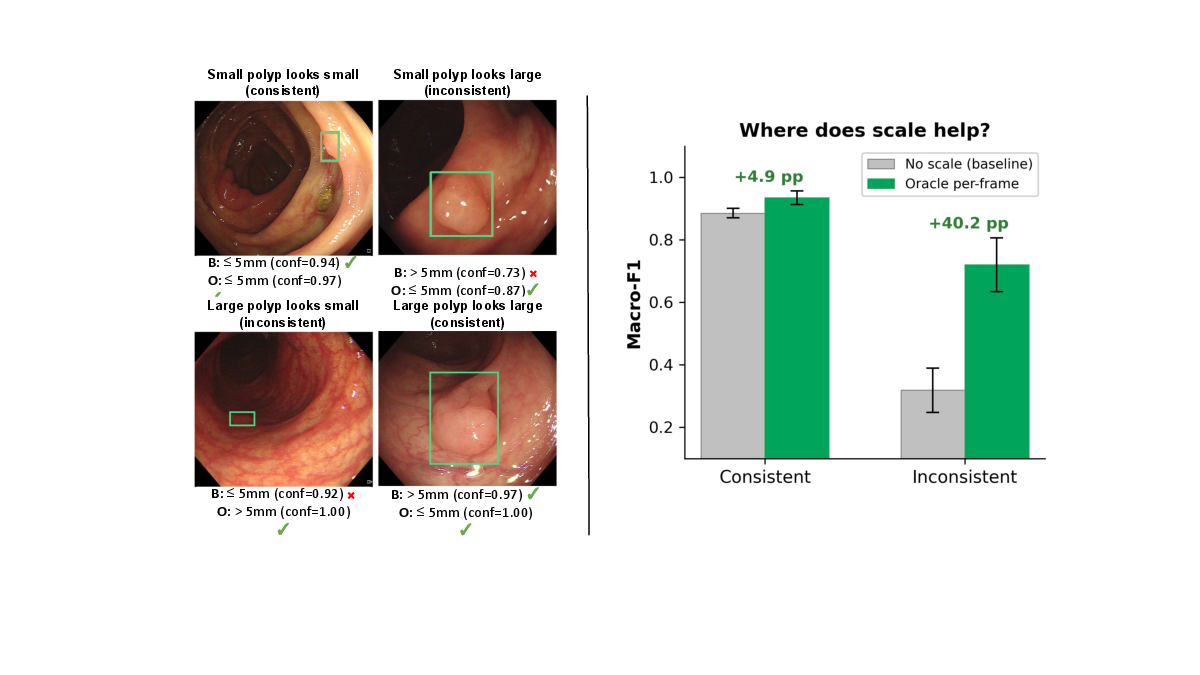 Small polyp looks small
(consistent)
B: ≤ 5mm (conf=0.94) ✓
O: ≤ 5mm (conf=0.97)
✓
Small polyp looks large
(inconsistent)
B: > 5mm (conf=0.73) ✖
O: ≤ 5mm (conf=0.87) ✓
Large polyp looks small
(inconsistent)
B: ≤ 5mm (conf=0.92) ✖
O: > 5mm (conf=1.00)
✓
Large polyp looks large
(consistent)
B: > 5mm (conf=0.97) ✓
O: ≤ 5mm (conf=1.00)
✓
Where does scale help?
No scale (baseline)
Oracle per-frame
+4.9 pp
+40.2 pp
Macro-F1
1.0
0.8
0.6
0.4
0.2
Consistent
Inconsistent